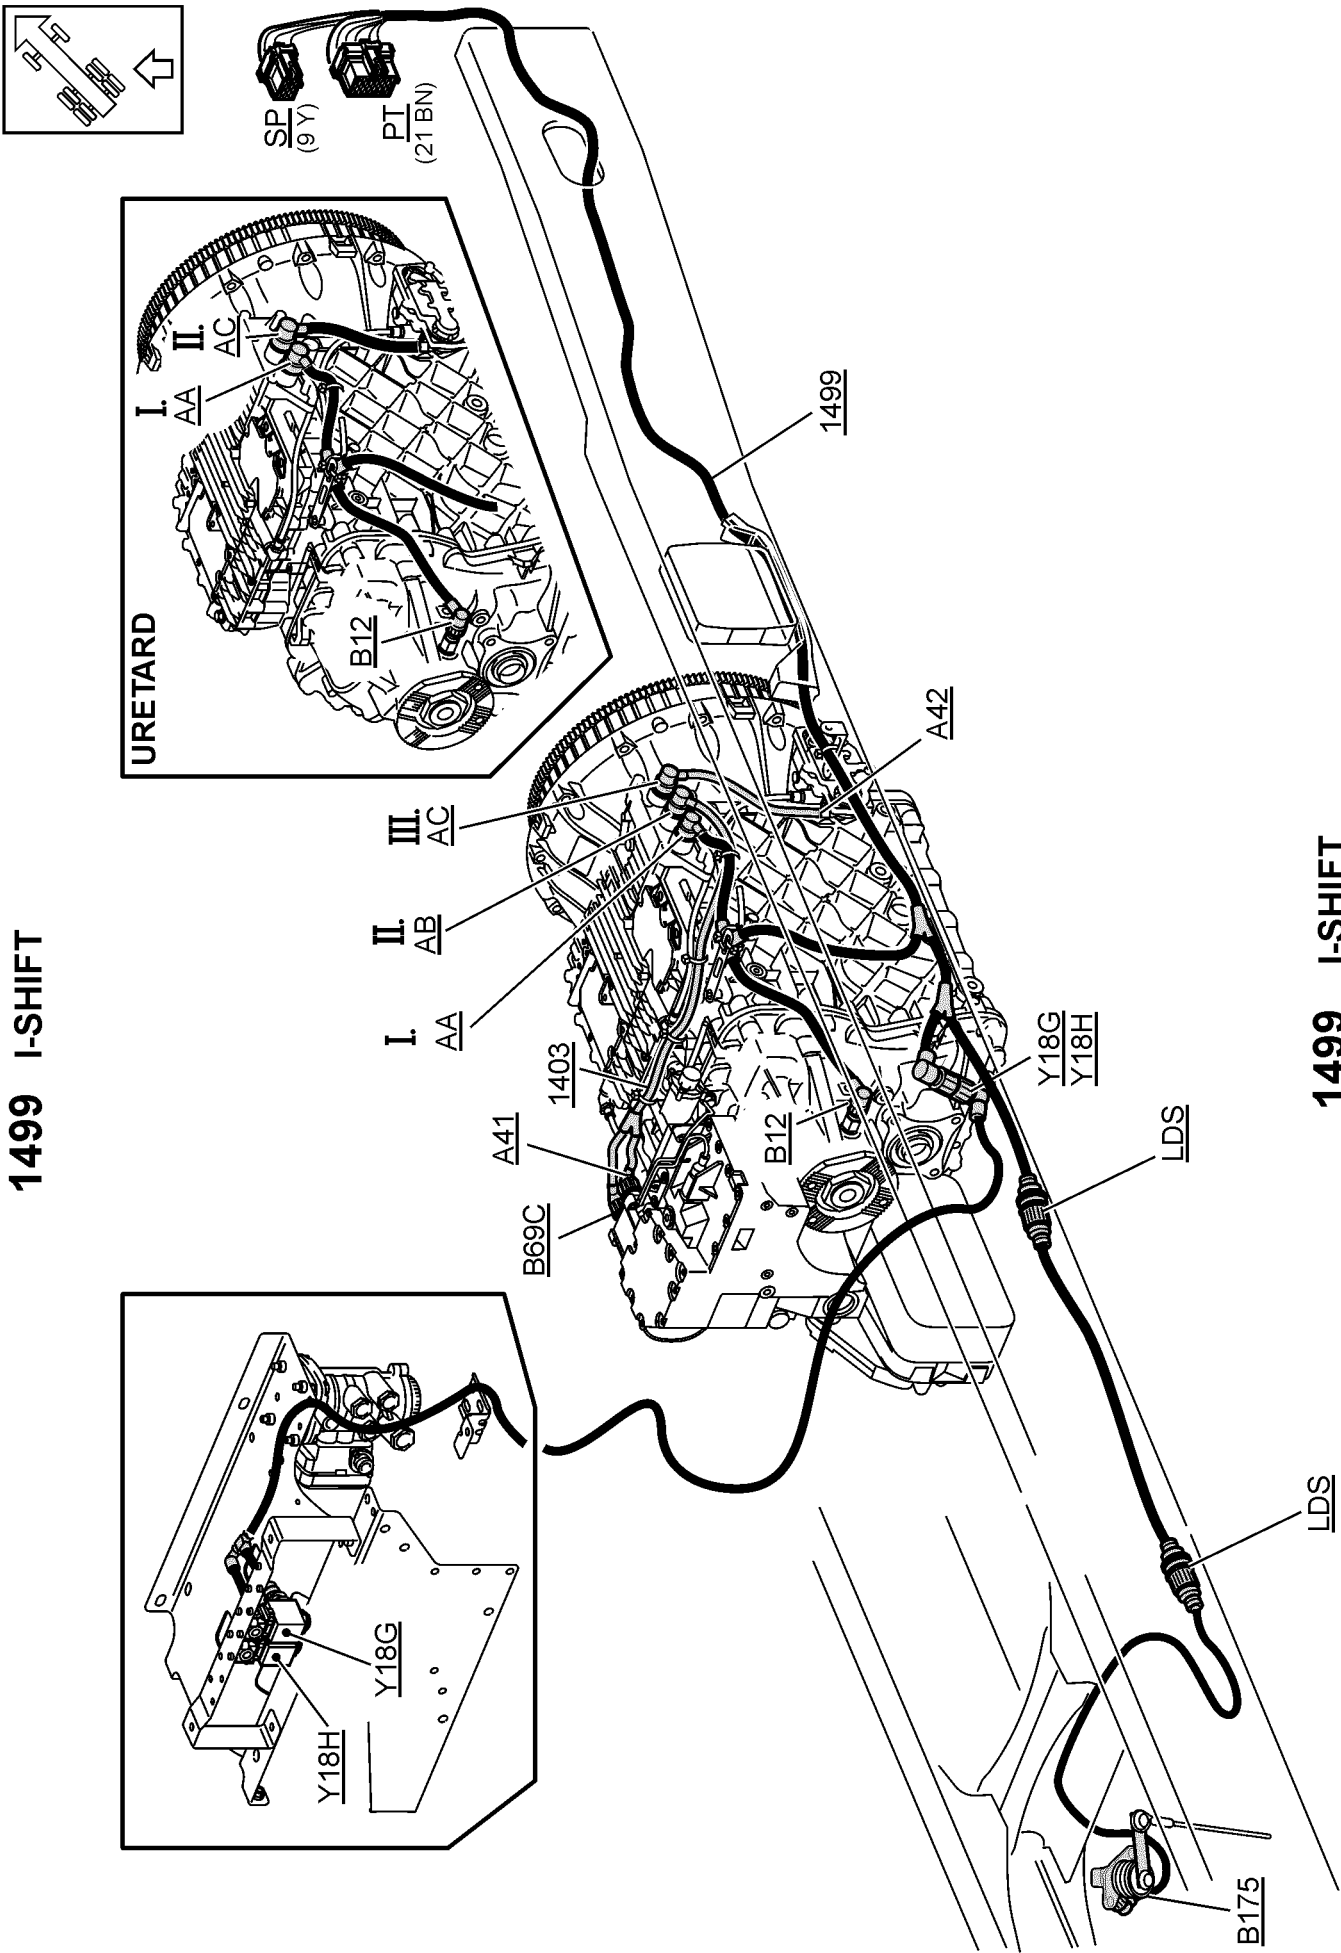 1499 I-SHIFT
SP
(9 Y)
PT
(21 BN)
URETARD
I.
AA
II.
AC
B12
1499
A42
III.
AC
II.
AB
I.
AA
1403
A41
B69C
B12
Y18G
Y18H
LDS
LDS
Y18G
Y18H
B175
1499 I-SHIFT